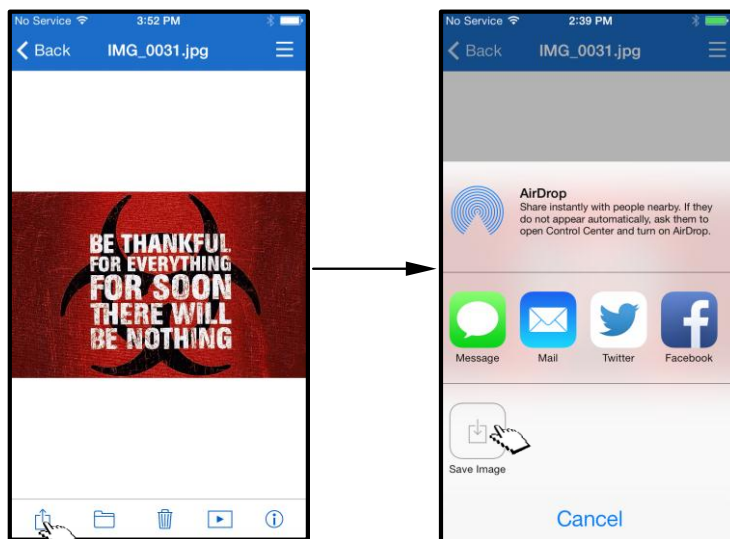 No Service 3:52 PM
Back IMG_0031.jpg
BE THANKFUL
FOR EVERYTHING
FOR SOON
THERE WILL
BE NOTHING
No Service 2:39 PM
Back IMG_0031.jpg
AirDrop
Share instantly with people nearby. If they
do not appear automatically, ask them to
open Control Center and turn on AirDrop.
Message Mail Twitter Facebook
Save Image
Cancel